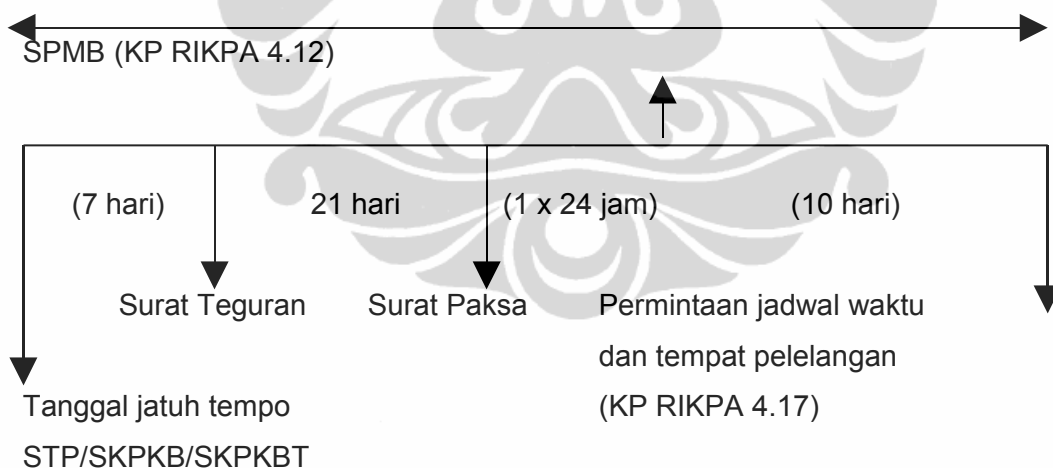 SPMB (KP RIKPA 4.12)
(7 hari) 21 hari (1 x 24 jam) (10 hari)
Surat Teguran Surat Paksa Permintaan jadwal waktu
dan tempat pelelangan
Tanggal jatuh tempo (KP RIKPA 4.17)
STP/SKPKB/SKPKBT